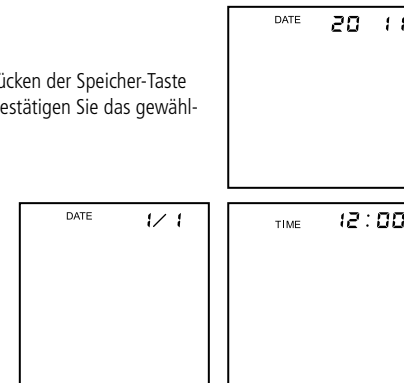 DATE 20 11
ücken der Speicher-Taste
estätigen Sie das gewähl-
DATE 1/ 1
TIME 12:00